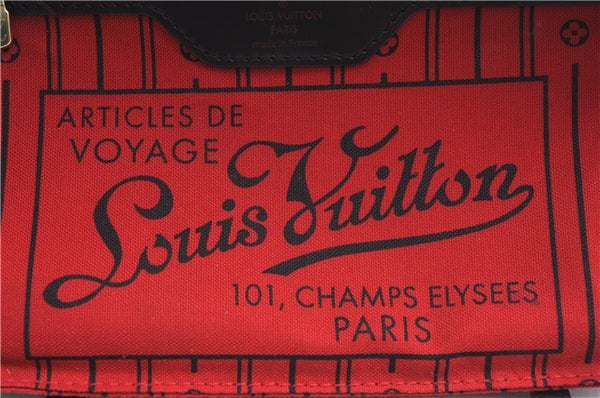 LOUIS VUITTON
PARIS
made in France
ARTICLES DE
VOYAGE
Louis Vuitton
101, CHAMPS ELYSEES
PARIS